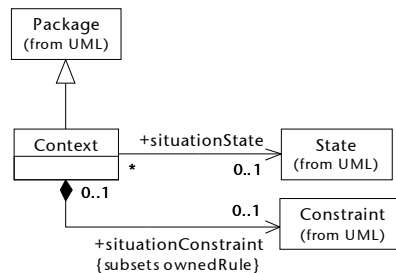 Package
(from UML)
+situationState
Context
State
(from UML)
*
0..1
0..1
0..1
Constraint
(from UML)
+situationConstraint
{subsets ownedRule}